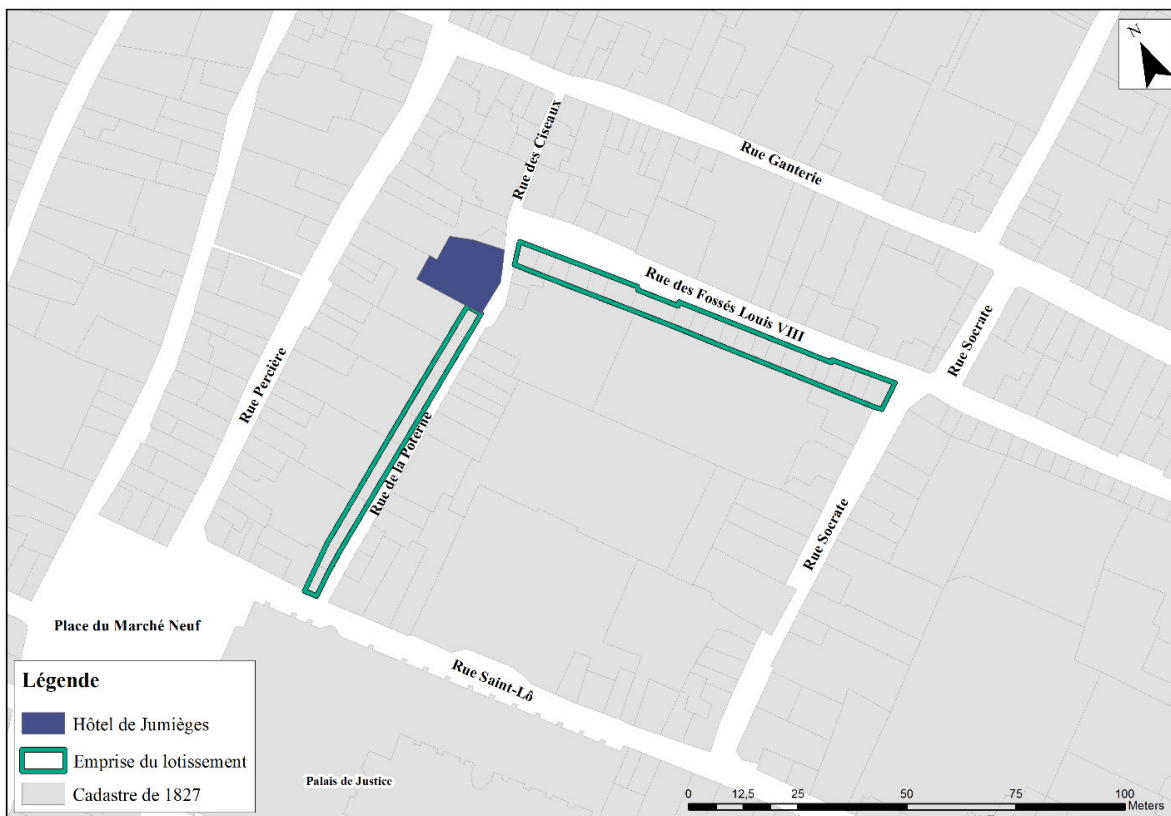 N
Rue des Ciseaux
Rue Ganterie
Rue des Fossés Louis VIII
Rue Socrate
Rue Percière
Rue de la Poterne
Rue Socrate
Place du Marché Neuf
Rue Saint-Lô
Palais de Justice
Légende
Hôtel de Jumièges
Emprise du lotissement
Cadastre de 1827
0 12,5 25 50 75 100
Meters